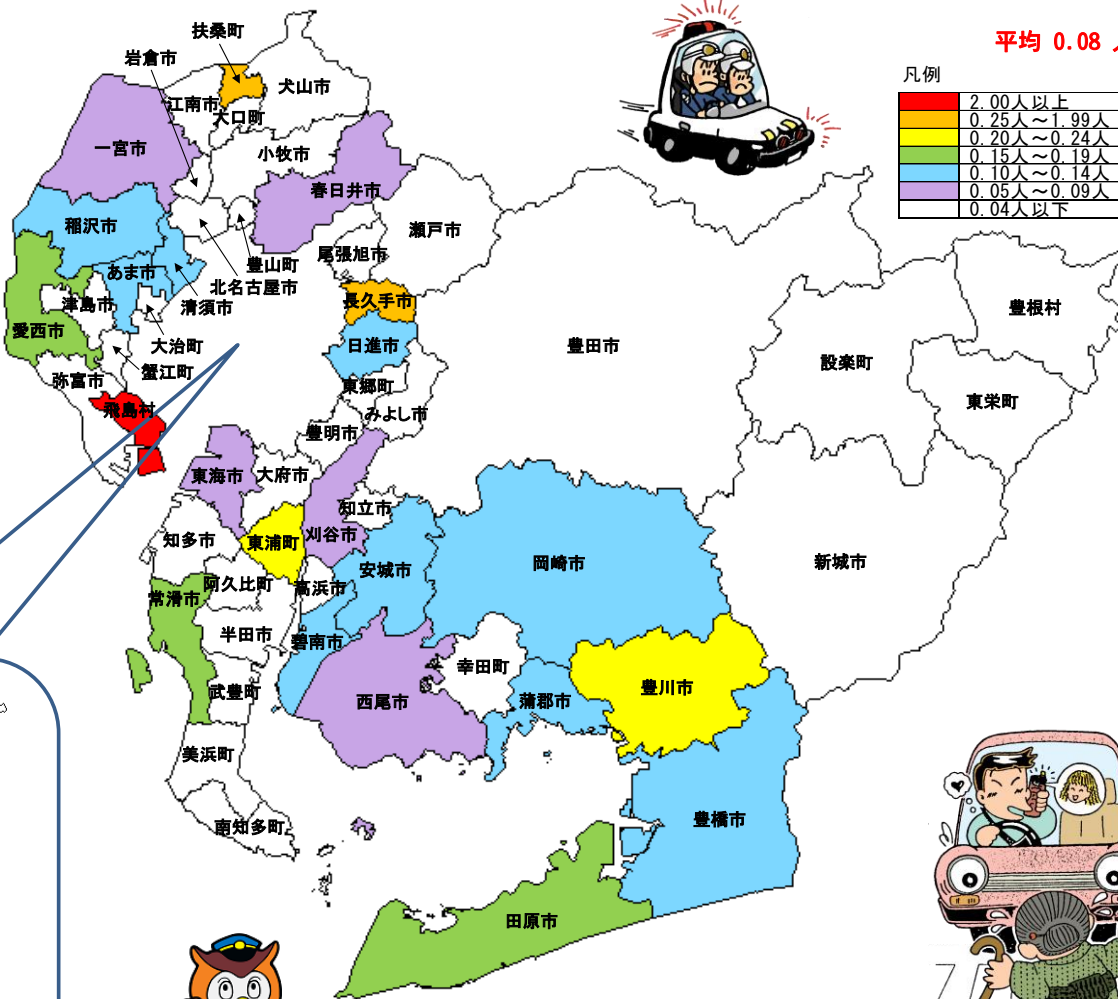 平均 0.08
凡例
2.00人以上
0.25人～1.99人
0.20人～0.24人
0.15人～0.19人
0.10人～0.14人
0.05人～0.09人
0.04人以下
扶桑町
岩倉市
犬山市
江南市
大口町
一宮市
小牧市
春日井市
稲沢市
瀬戸市
尾張旭市
豊山町
あま市
北名古屋市
長久手市
津島市
清須市
豊根村
愛西市
大治町
日進市
豊田市
設楽町
蟹江町
弥富市
東郷町
東栄町
飛島村
みよし市
豊明市
東海市
大府市
知立市
知多市
東浦町
刈谷市
安城市
岡崎市
新城市
阿久比町
高浜市
常滑市
半田市
碧南市
幸田町
武豊町
西尾市
蒲郡市
豊川市
美浜町
南知多町
豊橋市
田原市